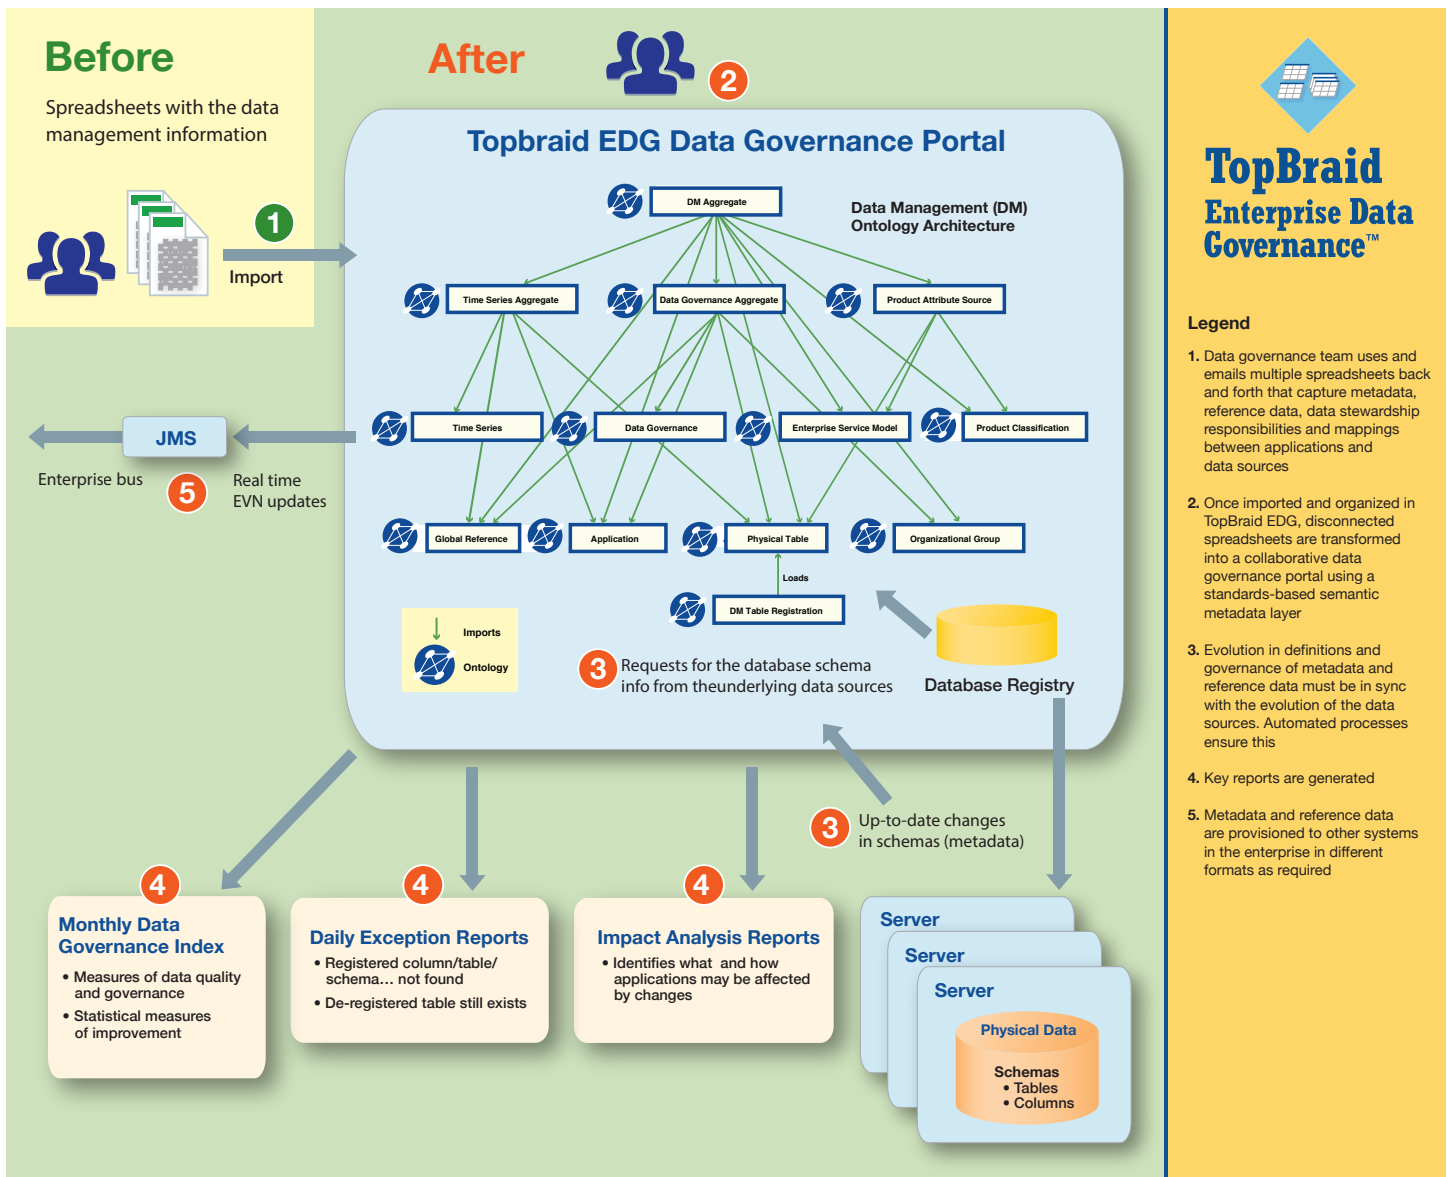 Before
Spreadsheets with the data
management information
1
Import
After
2
Topbraid EDG Data Governance Portal
DM Aggregate
Data Management (DM)
Ontology Architecture
Time Series Aggregate
Data Governance Aggregate
Product Attribute Source
Time Series
Data Governance
Enterprise Service Model
Product Classification
Global Reference
Application
Physical Table
Organizational Group
Loads
DM Table Registration
Imports
Ontology
3
Requests for the database schema
info from theunderlying data sources
Database Registry
JMS
Enterprise bus
5
Real time
EVN updates
3
Up-to-date changes
in schemas (metadata)
4
Monthly Data
Governance Index
• Measures of data quality
and governance
• Statistical measures
of improvement
4
Daily Exception Reports
• Registered column/table/
schema... not found
• De-registered table still exists
4
Impact Analysis Reports
• Identifies what and how
applications may be affected
by changes
Server
Server
Server
Physical Data
Schemas
• Tables
• Columns
TopBraid
Enterprise Data
Governance™
Legend
1. Data governance team uses and
emails multiple spreadsheets back
and forth that capture metadata,
reference data, data stewardship
responsibilities and mappings
between applications and
data sources
2. Once imported and organized in
TopBraid EDG, disconnected
spreadsheets are transformed
into a collaborative data
governance portal using a
standards-based semantic
metadata layer
3. Evolution in definitions and
governance of metadata and
reference data must be in sync
with the evolution of the data
sources. Automated processes
ensure this
4. Key reports are generated
5. Metadata and reference data
are provisioned to other systems
in the enterprise in different
formats as required